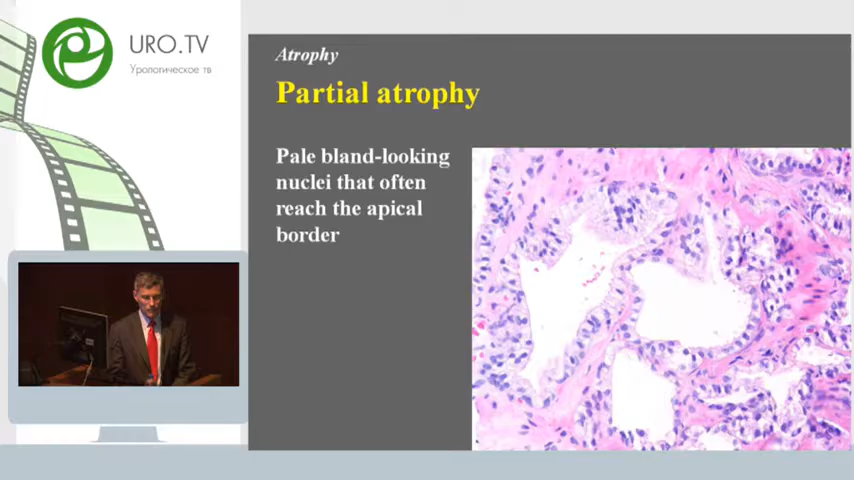 URO.TV
Урологическое тв
Atrophy
Partial atrophy
Pale bland-looking
nuclei that often
reach the apical
border